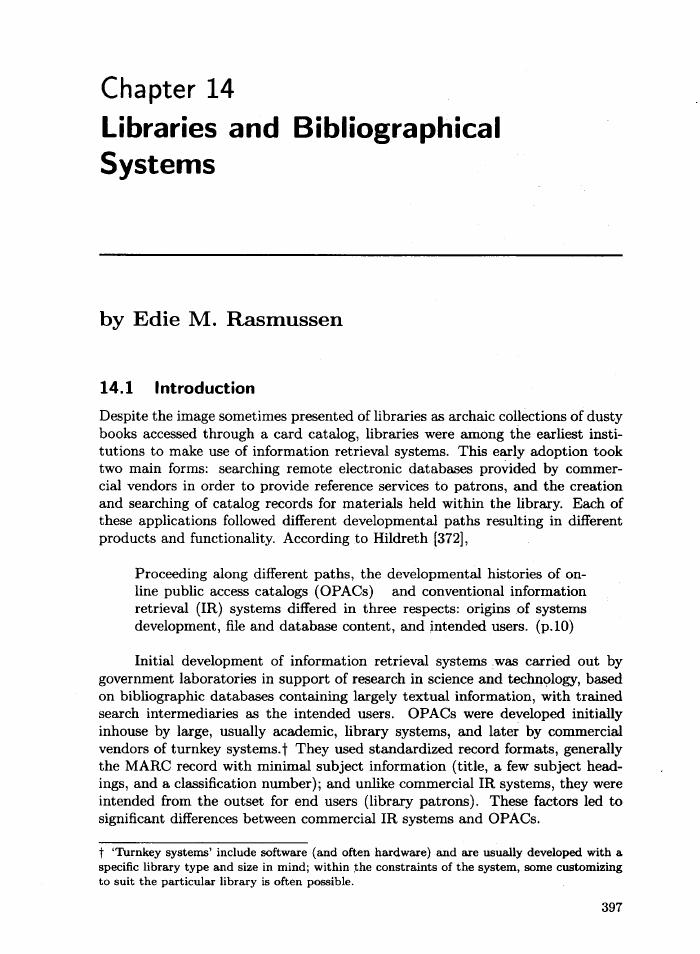 Chapter 14
Libraries and Bibliographical
Systems
by Edie M. Rasmussen
14.1 Introduction
Despite the image sometimes presented of libraries as archaic collections of dusty
books accessed through a card catalog, libraries were among the earliest insti-
tutions to make use of information retrieval systems. This early adoption took
two main forms: searching remote electronic databases provided by commer-
cial vendors in order to provide reference services to patrons, and the creation
and searching of catalog records for materials held within the library. Each of
these applications followed different developmental paths resulting in different
products and functionality. According to Hildreth [372],
Proceeding along different paths, the developmental histories of on-
line public access catalogs (OPACs) and conventional information
retrieval (IR) systems differed in three respects: origins of systems
development, file and database content, and intended users. (p.10)
Initial development of information retrieval systems was carried out by
government laboratories in support of research in science and technology, based
on bibliographic databases containing largely textual information, with trained
search intermediaries as the intended users. OPACs were developed initially
inhouse by large, usually academic, library systems, and later by commercial
vendors of turnkey systems.† They used standardized record formats, generally
the MARC record with minimal subject information (title, a few subject head-
ings, and a classification number); and unlike commercial IR systems, they were
intended from the outset for end users (library patrons). These factors led to
significant differences between commercial IR systems and OPACs.
† 'Turnkey systems' include software (and often hardware) and are usually developed with a
specific library type and size in mind; within the constraints of the system, some customizing
to suit the particular library is often possible.
397